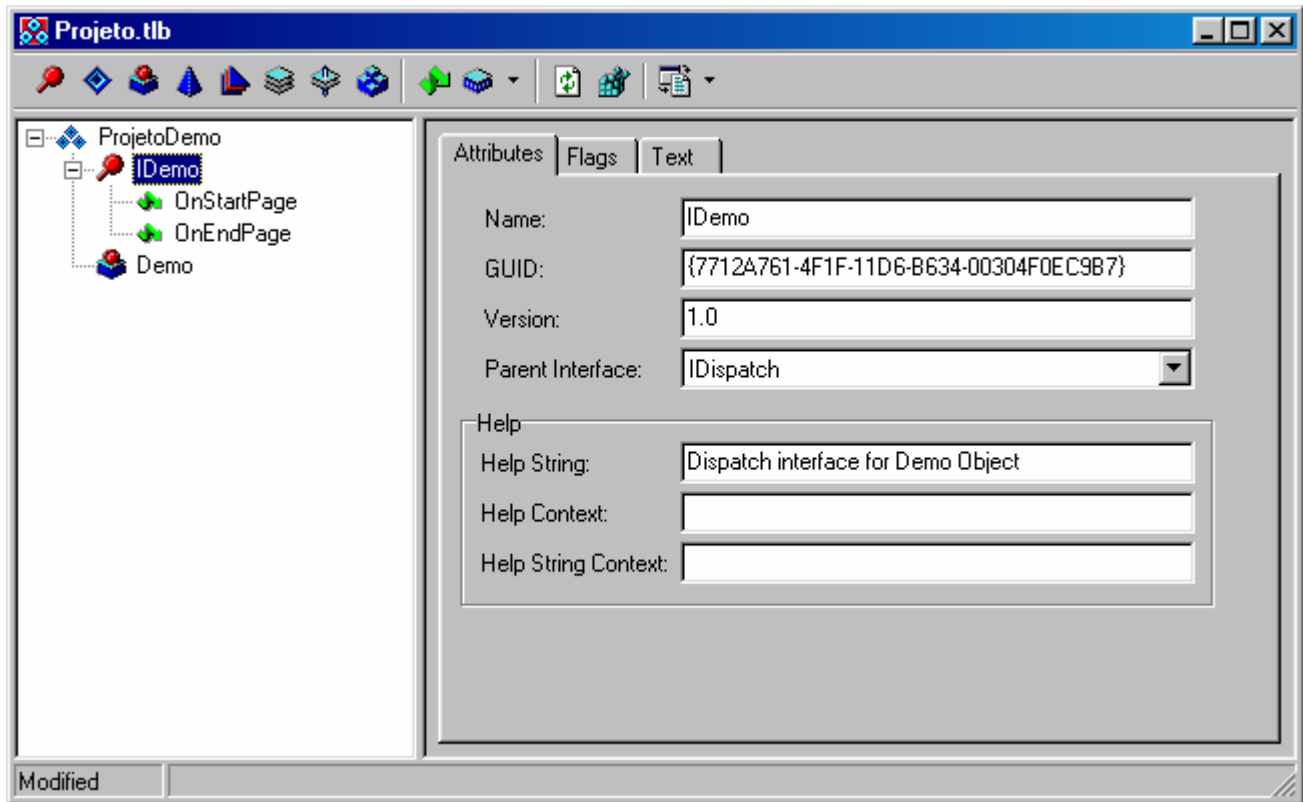 Projeto.tlb
ProjetoDemo
IDemo
OnStartPage
OnEndPage
Demo
Attributes Flags Text
Name: IDemo
GUID: {7712A761-4F1F-11D6-B634-00304F0EC9B7}
Version: 1.0
Parent Interface: IDispatch
Help
Help String: Dispatch interface for Demo Object
Help Context:
Help String Context:
Modified